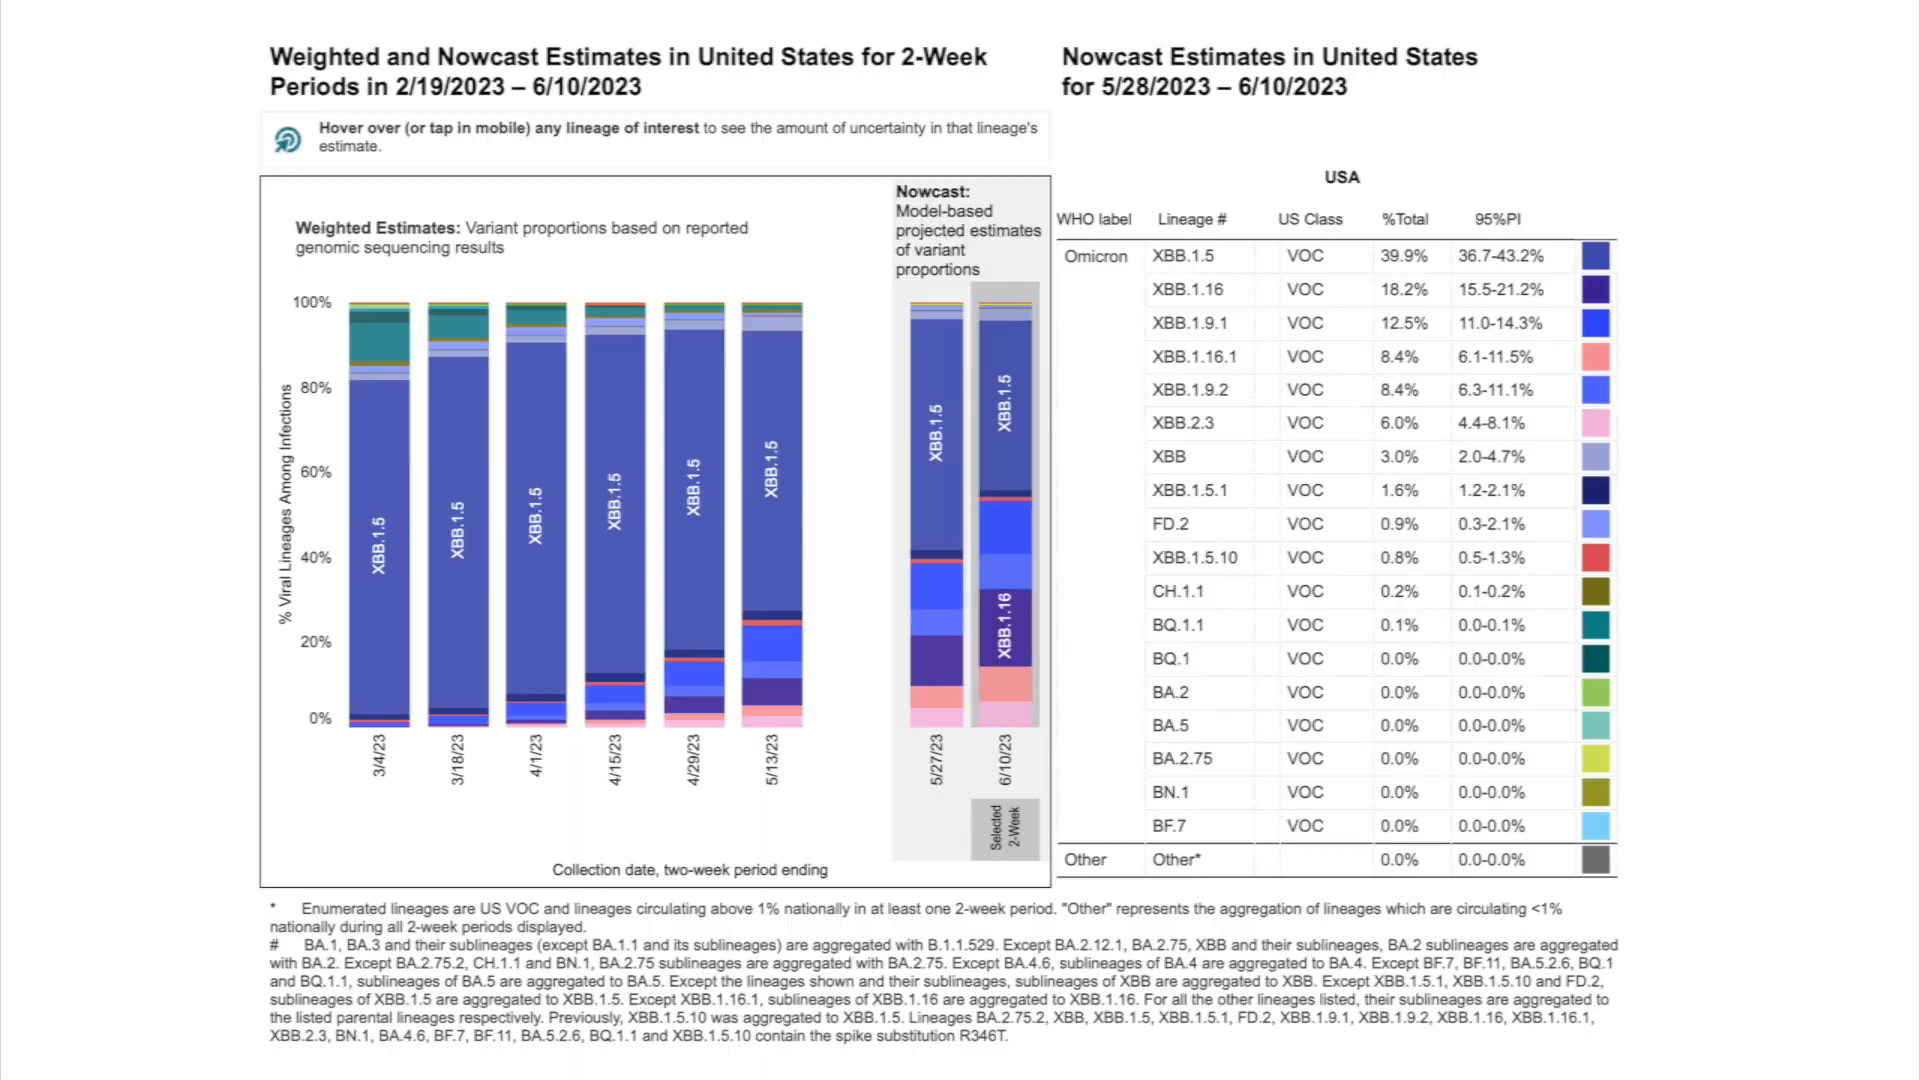 Weighted and Nowcast Estimates in United States for 2-Week
Periods in 2/19/2023 – 6/10/2023
Hover over (or tap in mobile) any lineage of interest to see the amount of uncertainty in that lineage's
estimate.
Weighted Estimates: Variant proportions based on reported
genomic sequencing results
Nowcast:
Model-based
projected estimates
of variant
proportions
% Viral Lineages Among Infections
100%
80%
60%
40%
20%
0%
XBB.1.5
XBB.1.5
XBB.1.5
XBB.1.5
XBB.1.5
XBB.1.5
XBB.1.5
XBB.1.5
XBB.1.16
3/4/23
3/18/23
4/1/23
4/15/23
4/29/23
5/13/23
5/27/23
6/10/23
Selected
2-Week
Collection date, two-week period ending
Nowcast Estimates in United States
for 5/28/2023 – 6/10/2023
USA
WHO label Lineage # US Class %Total 95%PI
Omicron XBB.1.5 VOC 39.9% 36.7-43.2%
XBB.1.16 VOC 18.2% 15.5-21.2%
XBB.1.9.1 VOC 12.5% 11.0-14.3%
XBB.1.16.1 VOC 8.4% 6.1-11.5%
XBB.1.9.2 VOC 8.4% 6.3-11.1%
XBB.2.3 VOC 6.0% 4.4-8.1%
XBB VOC 3.0% 2.0-4.7%
XBB.1.5.1 VOC 1.6% 1.2-2.1%
FD.2 VOC 0.9% 0.3-2.1%
XBB.1.5.10 VOC 0.8% 0.5-1.3%
CH.1.1 VOC 0.2% 0.1-0.2%
BQ.1.1 VOC 0.1% 0.0-0.1%
BQ.1 VOC 0.0% 0.0-0.0%
BA.2 VOC 0.0% 0.0-0.0%
BA.5 VOC 0.0% 0.0-0.0%
BA.2.75 VOC 0.0% 0.0-0.0%
BN.1 VOC 0.0% 0.0-0.0%
BF.7 VOC 0.0% 0.0-0.0%
Other Other* 0.0% 0.0-0.0%
* Enumerated lineages are US VOC and lineages circulating above 1% nationally in at least one 2-week period. "Other" represents the aggregation of lineages which are circulating <1%
nationally during all 2-week periods displayed.
# BA.1, BA.3 and their sublineages (except BA.1.1 and its sublineages) are aggregated with B.1.1.529. Except BA.2.12.1, BA.2.75, XBB and their sublineages, BA.2 sublineages are aggregated
with BA.2. Except BA.2.75.2, CH.1.1 and BN.1, BA.2.75 sublineages are aggregated with BA.2.75. Except BA.4.6, sublineages of BA.4 are aggregated to BA.4. Except BF.7, BF.11, BA.5.2.6, BQ.1
and BQ.1.1, sublineages of BA.5 are aggregated to BA.5. Except the lineages shown and their sublineages, sublineages of XBB are aggregated to XBB. Except XBB.1.5.1, XBB.1.5.10 and FD.2,
sublineages of XBB.1.5 are aggregated to XBB.1.5. Except XBB.1.16.1, sublineages of XBB.1.16 are aggregated to XBB.1.16. For all the other lineages listed, their sublineages are aggregated to
the listed parental lineages respectively. Previously, XBB.1.5.10 was aggregated to XBB.1.5. Lineages BA.2.75.2, XBB, XBB.1.5, XBB.1.5.1, FD.2, XBB.1.9.1, XBB.1.9.2, XBB.1.16, XBB.1.16.1,
XBB.2.3, BN.1, BA.4.6, BF.7, BF.11, BA.5.2.6, BQ.1.1 and XBB.1.5.10 contain the spike substitution R346T.